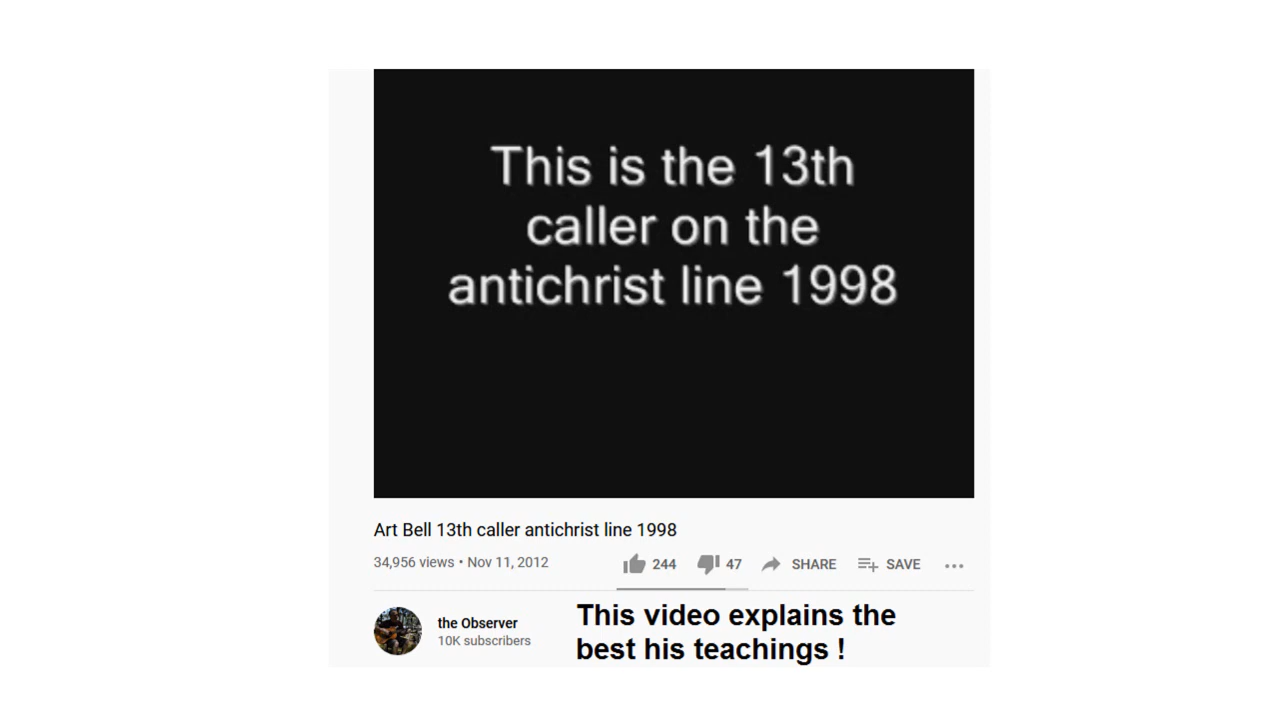 This is the 13th
caller on the
antichrist line 1998
Art Bell 13th caller antichrist line 1998
34,956 views • Nov 11, 2012
244
47
SHARE
SAVE
the Observer
10K subscribers
This video explains the
best his teachings !